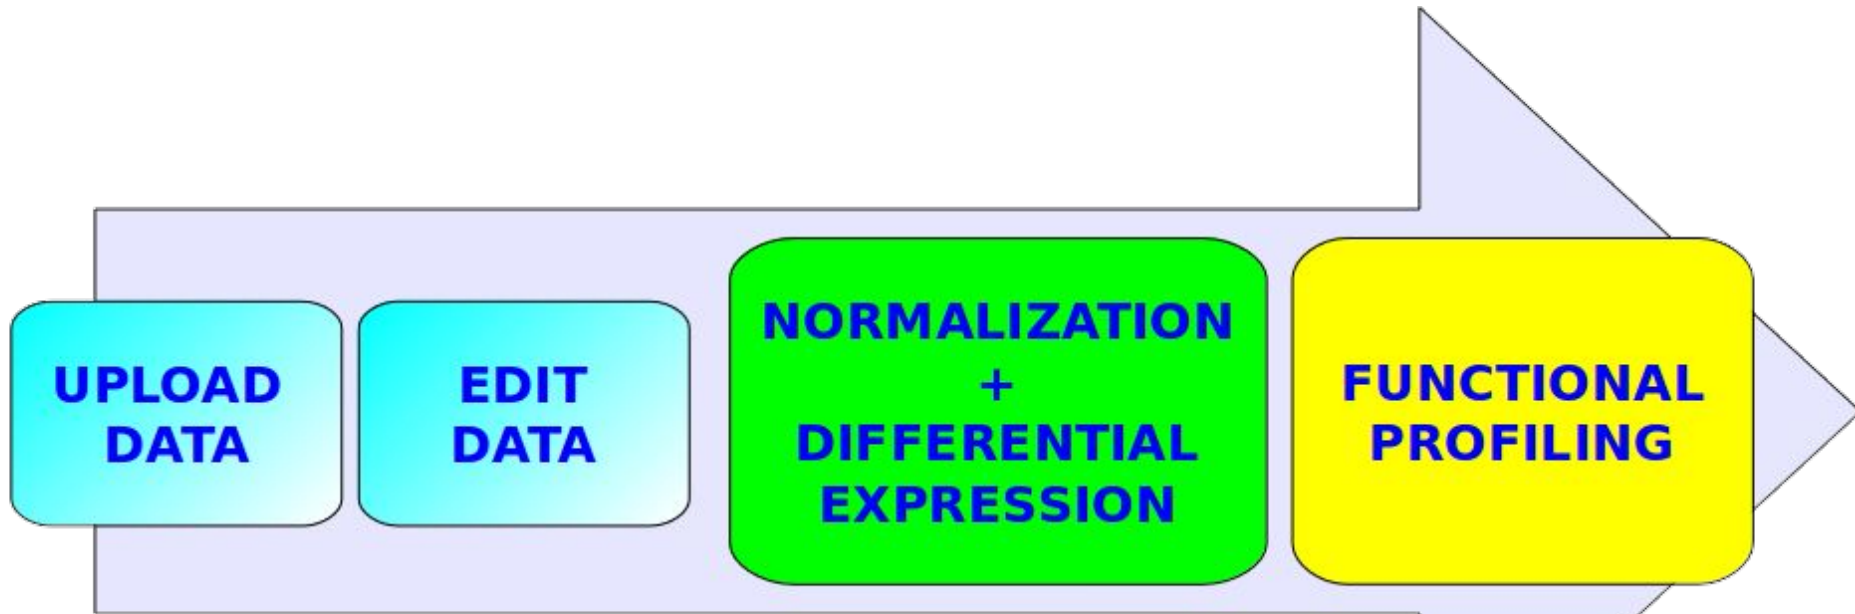 UPLOAD
DATA
EDIT
DATA
NORMALIZATION
+
DIFFERENTIAL
EXPRESSION
FUNCTIONAL
PROFILING